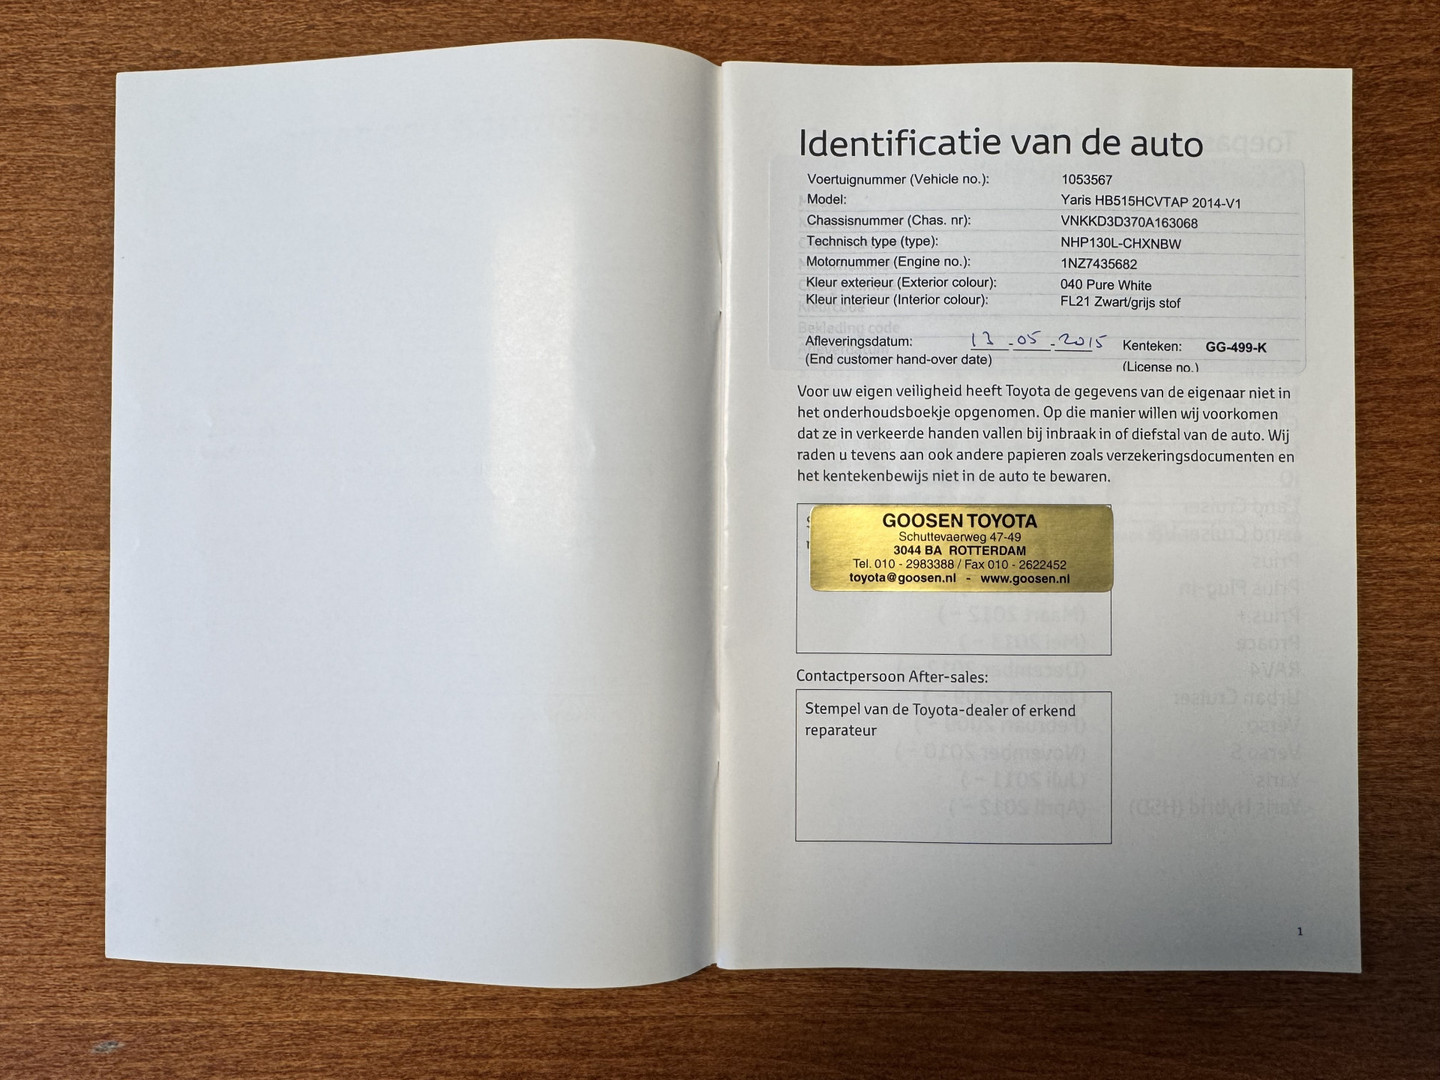 Identificatie van de auto
Voertuignummer (Vehicle no.): 1053567
Model: Yaris HB515HCVTAP 2014-V1
Chassisnummer (Chas. nr): VNKKD3D370A163068
Technisch type (type): NHP130L-CHXNBW
Motornummer (Engine no.): 1NZ7435682
Kleur exterieur (Exterior colour): 040 Pure White
Kleur interieur (Interior colour): FL21 Zwart/grijs stof
Bekleding code
Afleveringsdatum: 13-05-2015 Kenteken: GG-499-K
(End customer hand-over date) (License no.)
Voor uw eigen veiligheid heeft Toyota de gegevens van de eigenaar niet in
het onderhoudsboekje opgenomen. Op die manier willen wij voorkomen
dat ze in verkeerde handen vallen bij inbraak in of diefstal van de auto. Wij
raden u tevens aan ook andere papieren zoals verzekeringsdocumenten en
het kentekenbewijs niet in de auto te bewaren.
GOOSEN TOYOTA
Schuttevaerweg 47-49
3044 BA ROTTERDAM
Tel. 010 - 2983388 / Fax 010 - 2622452
toyota@goosen.nl - www.goosen.nl
Contactpersoon After-sales:
Stempel van de Toyota-dealer of erkend
reparateur
1